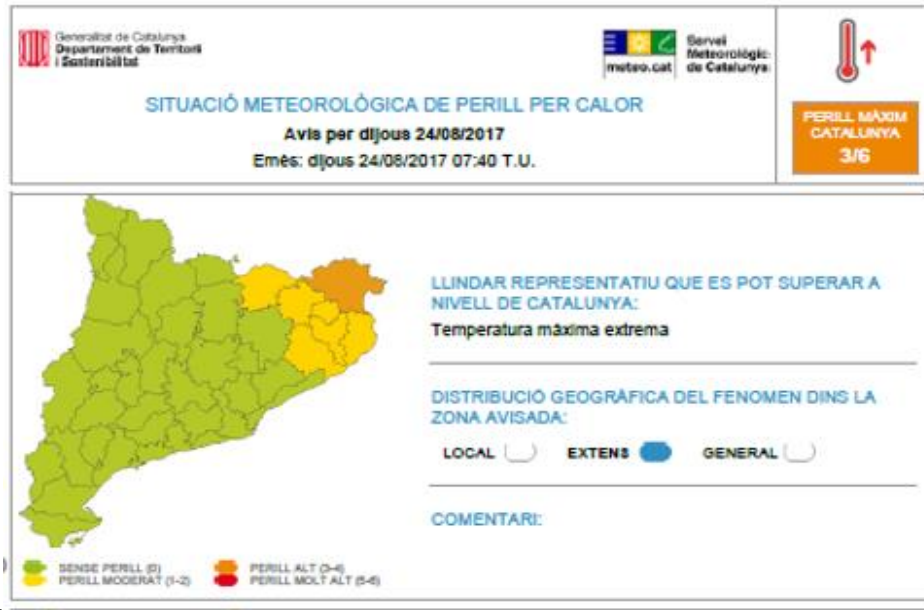 Generalitat de Catalunya
Departament de Territori
i Sostenibilitat
meteo.cat
Servei
Meteorològic
de Catalunya
SITUACIÓ METEOROLÒGICA DE PERILL PER CALOR
Avis per dijous 24/08/2017
Emès: dijous 24/08/2017 07:40 T.U.
PERILL MÀXIM
CATALUNYA
3/6
LLINDAR REPRESENTATIU QUE ES POT SUPERAR A
NIVELL DE CATALUNYA:
Temperatura màxima extrema
DISTRIBUCIÓ GEOGRÀFICA DEL FENOMEN DINS LA
ZONA AVISADA:
LOCAL EXTENS GENERAL
COMENTARI:
SENSE PERILL (0) PERILL ALT (3-4)
PERILL MODERAT (1-2) PERILL MOLT ALT (5-6)